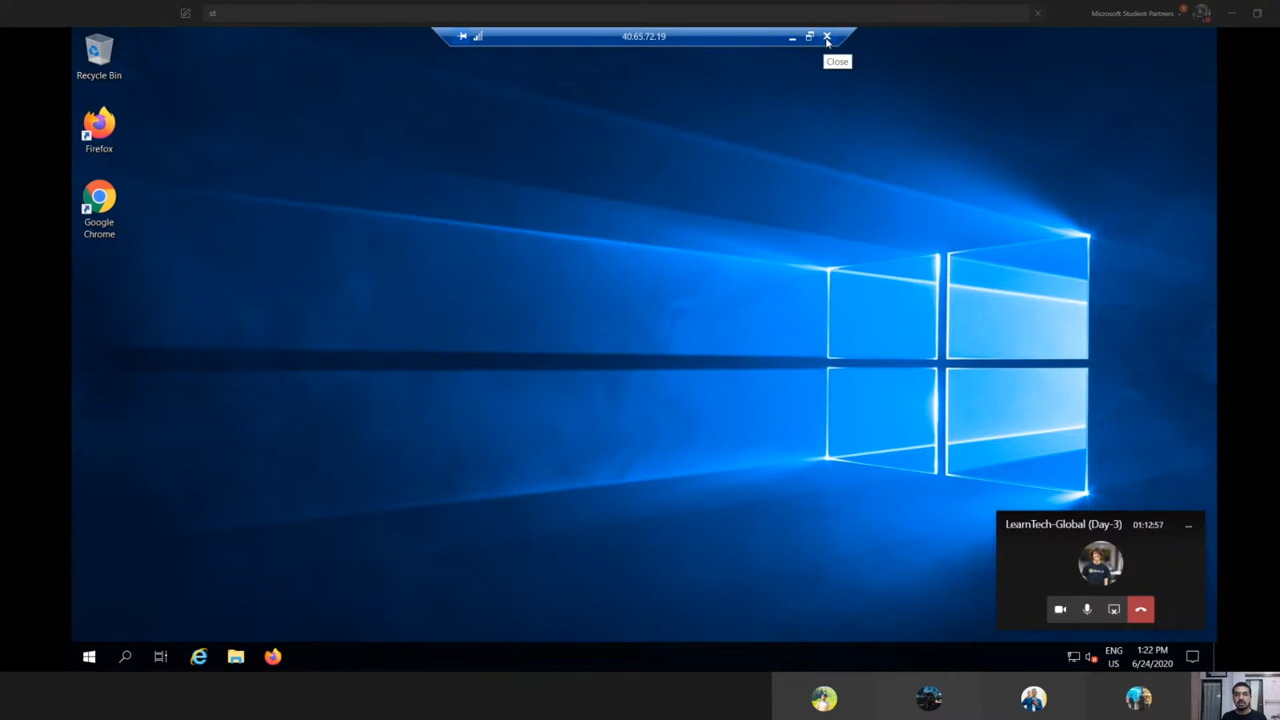 st
Microsoft Student Partners
40.65.72.19
Close
Recycle Bin
Firefox
Google
Chrome
LearnTech-Global (Day-3) 01:12:57
ENG
US
1:22 PM
6/24/2020